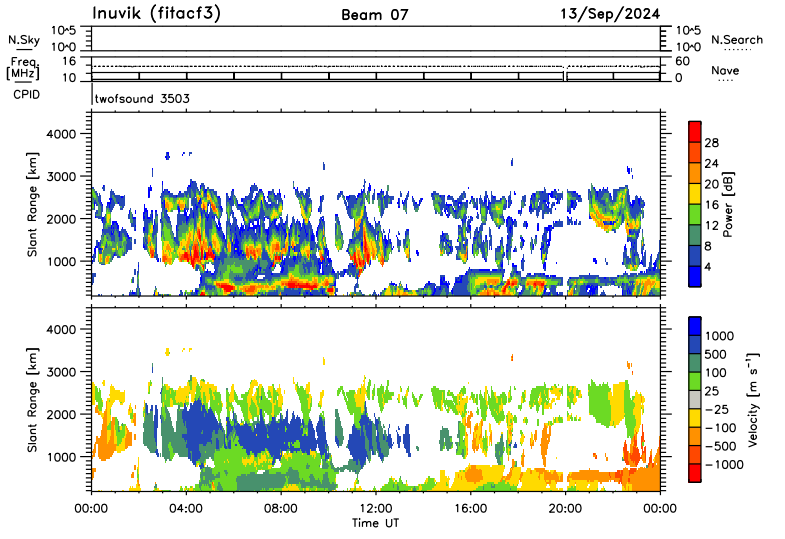 Inuvik (fitacf3) Beam 07 13/Sep/2024
10^5 10^5
N.Sky N.Search
10^0 10^0
Freq. 16 60
[MHz] Nave
10 0
CPID twofsound 3503
Slant Range [km]
4000
3000
2000
1000
Power [dB]
28
24
20
16
12
8
4
Slant Range [km]
4000
3000
2000
1000
Velocity [m s⁻¹]
1000
500
100
25
−25
−100
−500
−1000
00:00 04:00 08:00 12:00 16:00 20:00 00:00
Time UT